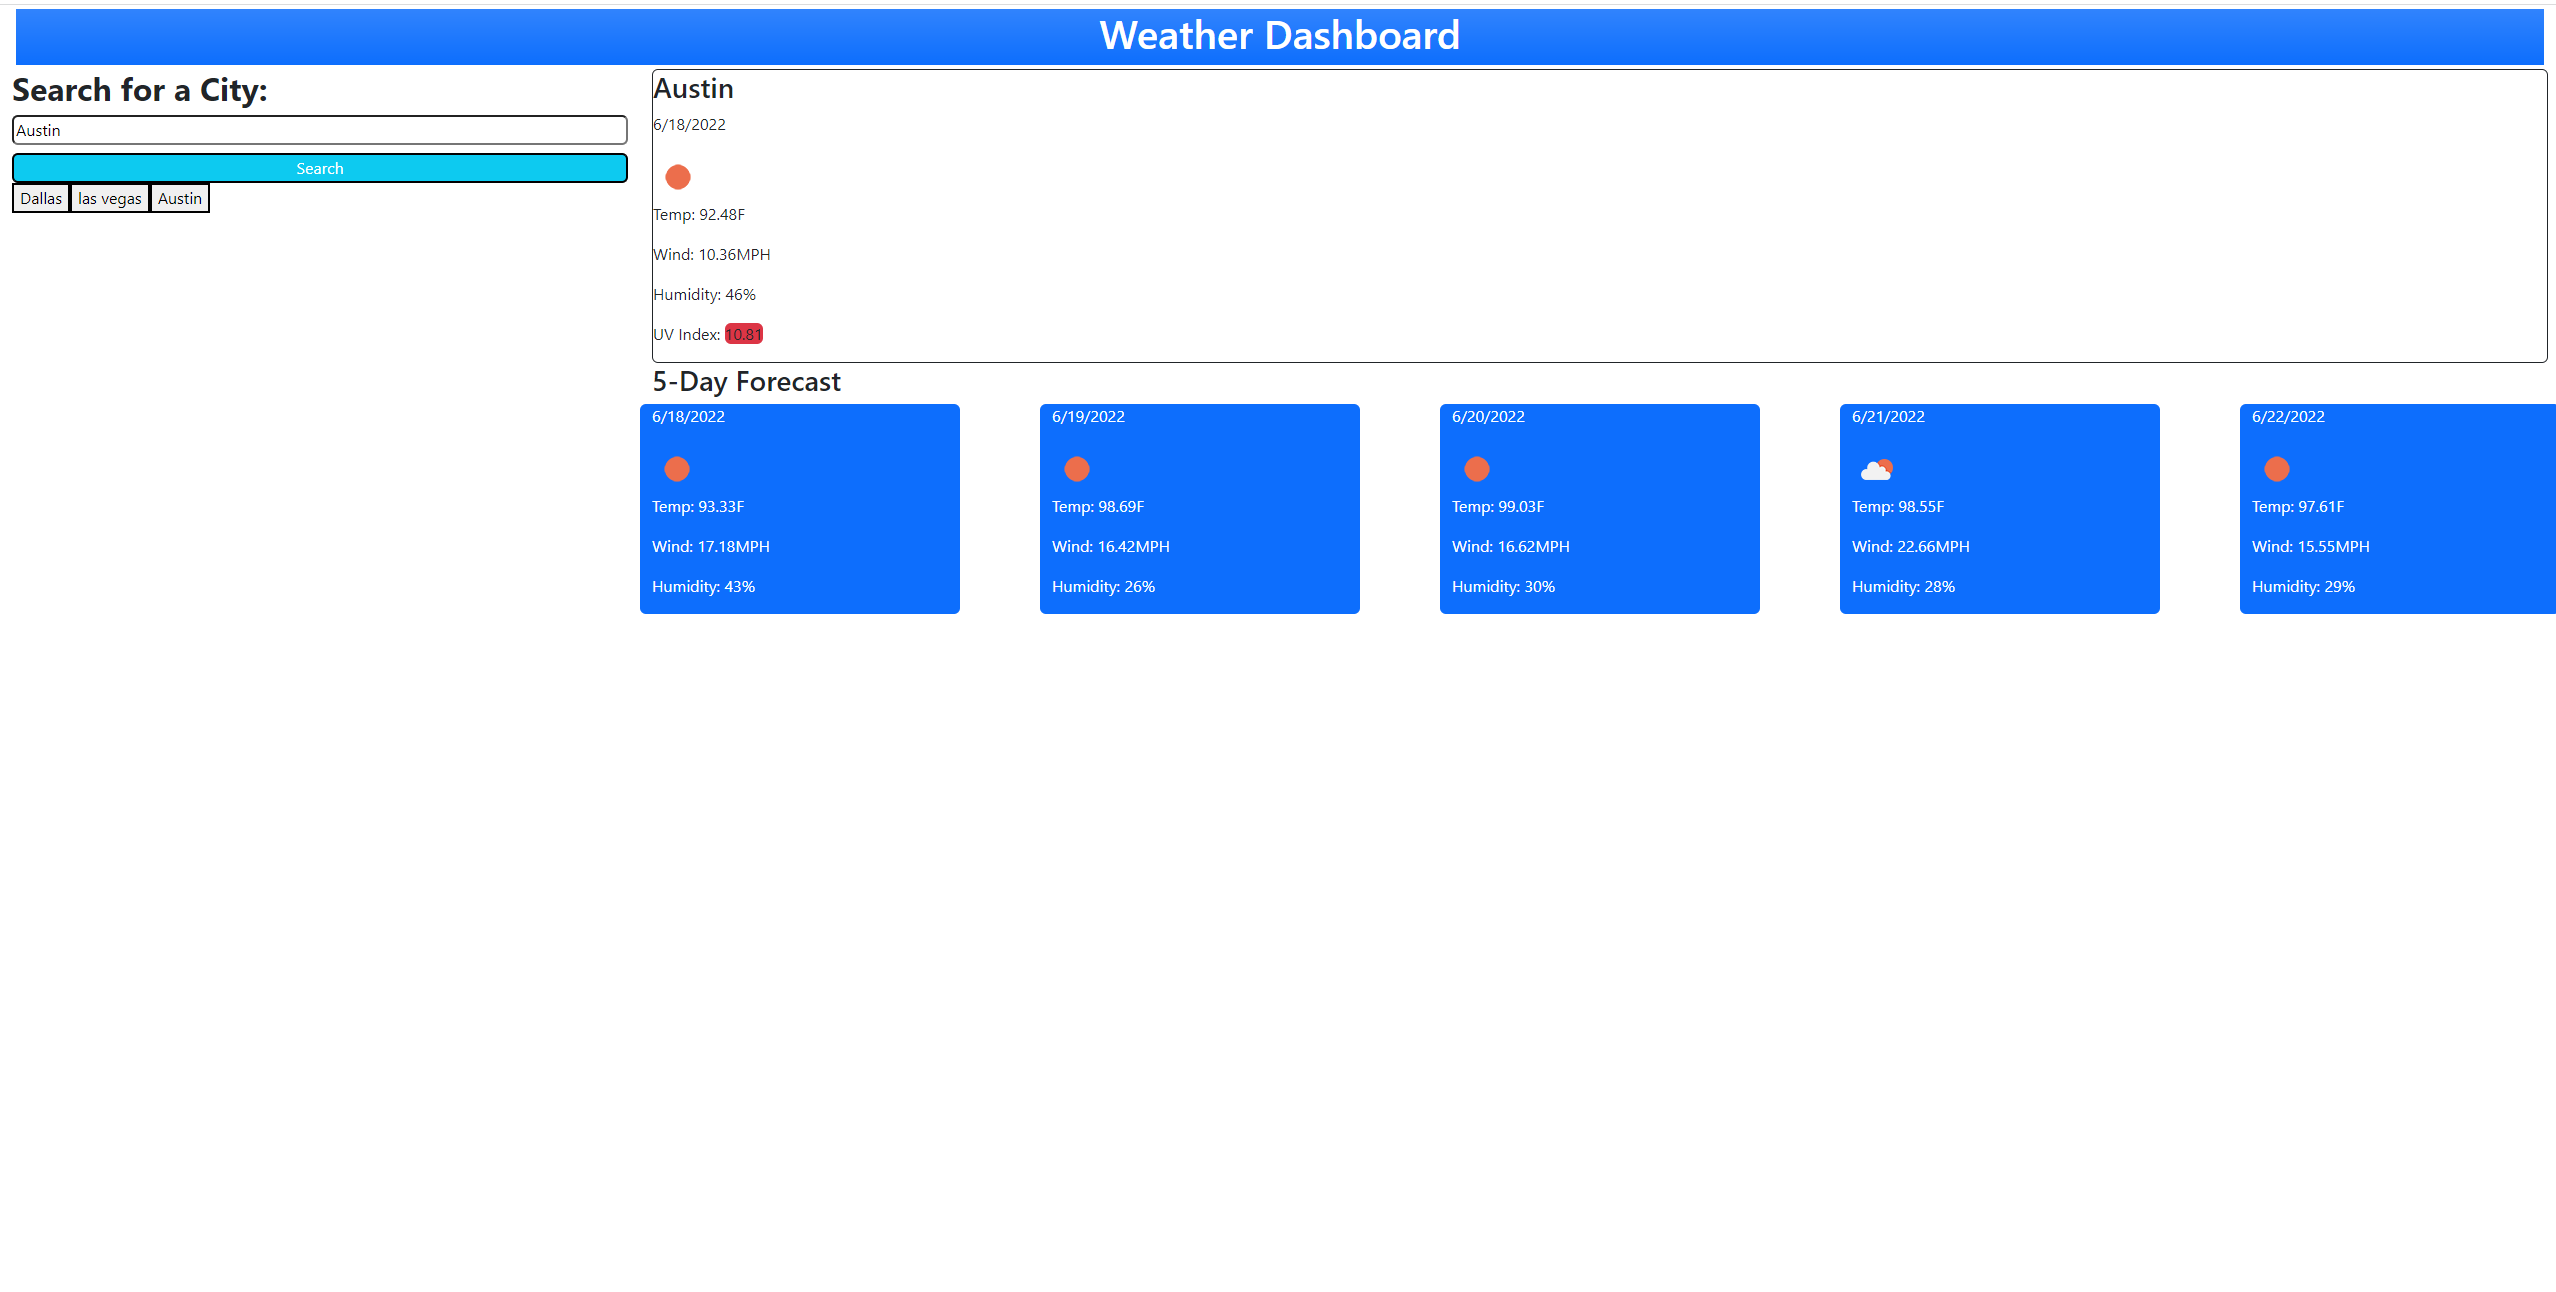 Weather Dashboard
Search for a City:
Austin
Search
Dallas las vegas Austin
Austin
6/18/2022
Temp: 92.48F
Wind: 10.36MPH
Humidity: 46%
UV Index: 10.81
5-Day Forecast
6/18/2022
Temp: 93.33F
Wind: 17.18MPH
Humidity: 43%
6/19/2022
Temp: 98.69F
Wind: 16.42MPH
Humidity: 26%
6/20/2022
Temp: 99.03F
Wind: 16.62MPH
Humidity: 30%
6/21/2022
Temp: 98.55F
Wind: 22.66MPH
Humidity: 28%
6/22/2022
Temp: 97.61F
Wind: 15.55MPH
Humidity: 29%